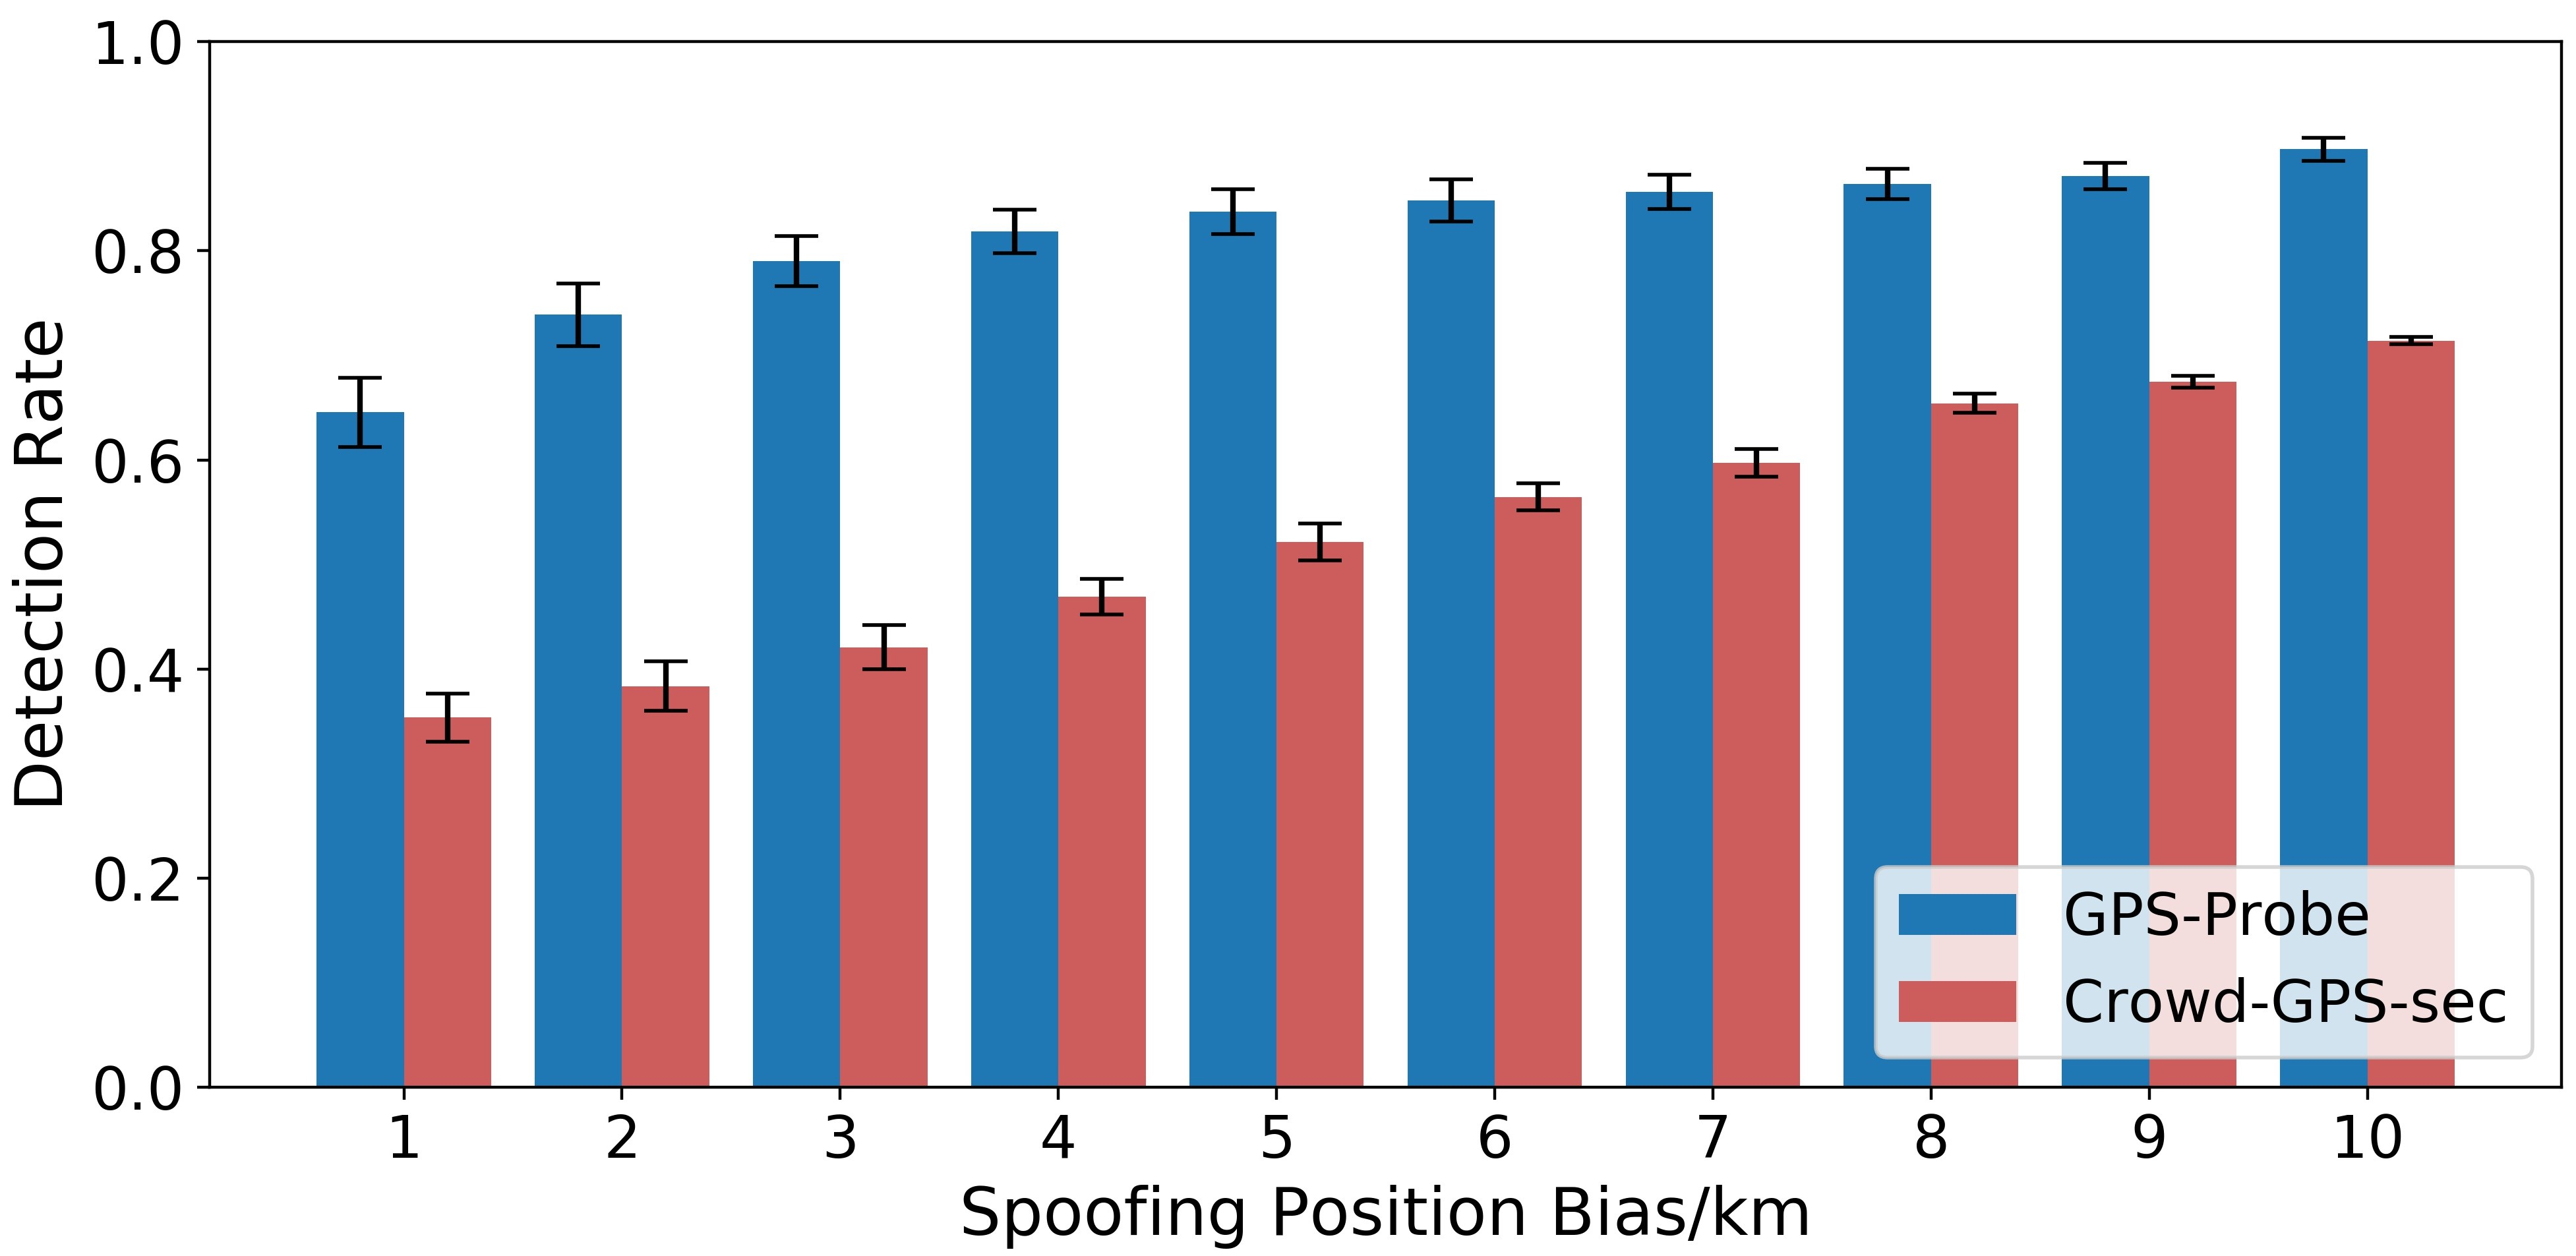 1.0
0.8
0.6
0.4
0.2
0.0
Detection Rate
1 2 3 4 5 6 7 8 9 10
Spoofing Position Bias/km
GPS-Probe
Crowd-GPS-sec